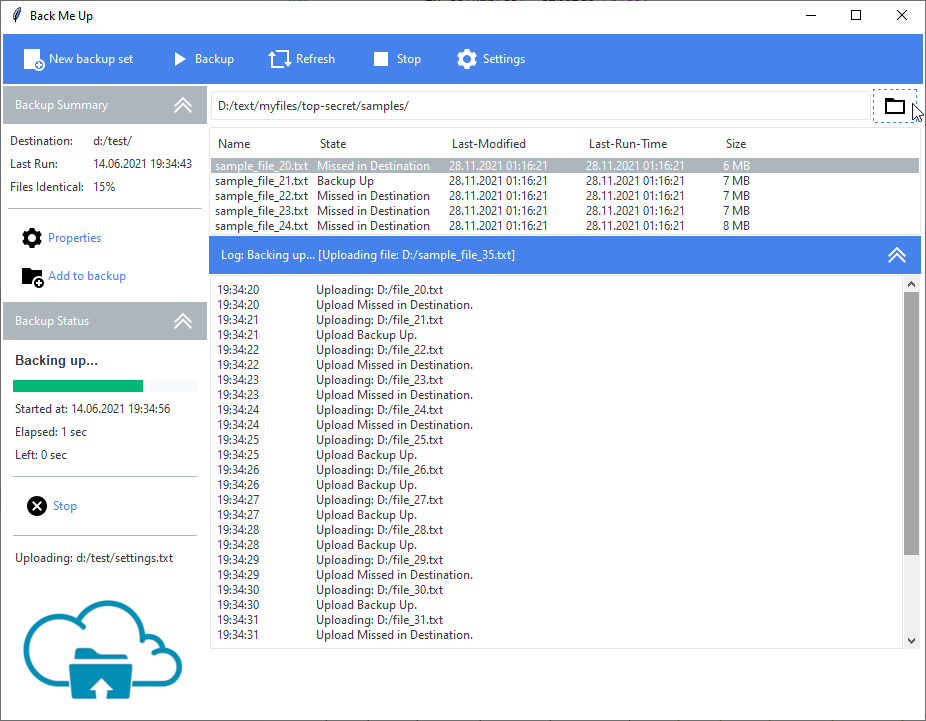 Back Me Up
New backup set Backup Refresh Stop Settings
Backup Summary
D:/text/myfiles/top-secret/samples/
Destination: d:/test/
Last Run: 14.06.2021 19:34:43
Files Identical: 15%
Properties
Add to backup
Backup Status
Backing up...
Started at: 14.06.2021 19:34:56
Elapsed: 1 sec
Left: 0 sec
Stop
Uploading: d:/test/settings.txt
Name State Last-Modified Last-Run-Time Size
sample_file_20.txt Missed in Destination 28.11.2021 01:16:21 28.11.2021 01:16:21 6 MB
sample_file_21.txt Backup Up 28.11.2021 01:16:21 28.11.2021 01:16:21 7 MB
sample_file_22.txt Missed in Destination 28.11.2021 01:16:21 28.11.2021 01:16:21 7 MB
sample_file_23.txt Missed in Destination 28.11.2021 01:16:21 28.11.2021 01:16:21 7 MB
sample_file_24.txt Missed in Destination 28.11.2021 01:16:21 28.11.2021 01:16:21 8 MB
Log: Backing up... [Uploading file: D:/sample_file_35.txt]
19:34:20 Uploading: D:/file_20.txt
19:34:20 Upload Missed in Destination.
19:34:21 Uploading: D:/file_21.txt
19:34:21 Upload Backup Up.
19:34:22 Uploading: D:/file_22.txt
19:34:22 Upload Missed in Destination.
19:34:23 Uploading: D:/file_23.txt
19:34:23 Upload Missed in Destination.
19:34:24 Uploading: D:/file_24.txt
19:34:24 Upload Missed in Destination.
19:34:25 Uploading: D:/file_25.txt
19:34:25 Upload Backup Up.
19:34:26 Uploading: D:/file_26.txt
19:34:26 Upload Backup Up.
19:34:27 Uploading: D:/file_27.txt
19:34:27 Upload Backup Up.
19:34:28 Uploading: D:/file_28.txt
19:34:28 Upload Backup Up.
19:34:29 Uploading: D:/file_29.txt
19:34:29 Upload Missed in Destination.
19:34:30 Uploading: D:/file_30.txt
19:34:30 Upload Backup Up.
19:34:31 Uploading: D:/file_31.txt
19:34:31 Upload Missed in Destination.